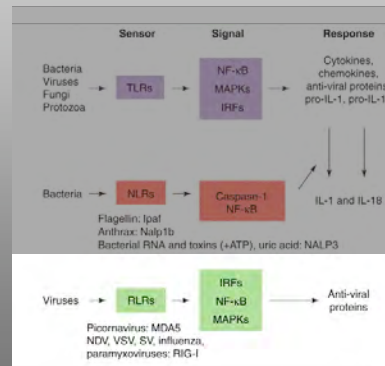 Sensor Signal Response
Bacteria
Viruses
Fungi
Protozoa
TLRs
NF-κB
MAPKs
IRFs
Cytokines,
chemokines,
anti-viral proteins
pro-IL-1, pro-IL-1
Bacteria
NLRs
Caspase-1
NF-κB
IL-1 and IL-18
Flagellin: Ipaf
Anthrax: Nalp1b
Bacterial RNA and toxins (+ATP), uric acid: NALP3
Viruses
RLRs
IRFs
NF-κB
MAPKs
Anti-viral
proteins
Picornavirus: MDA5
NDV, VSV, SV, influenza,
paramyxoviruses: RIG-I